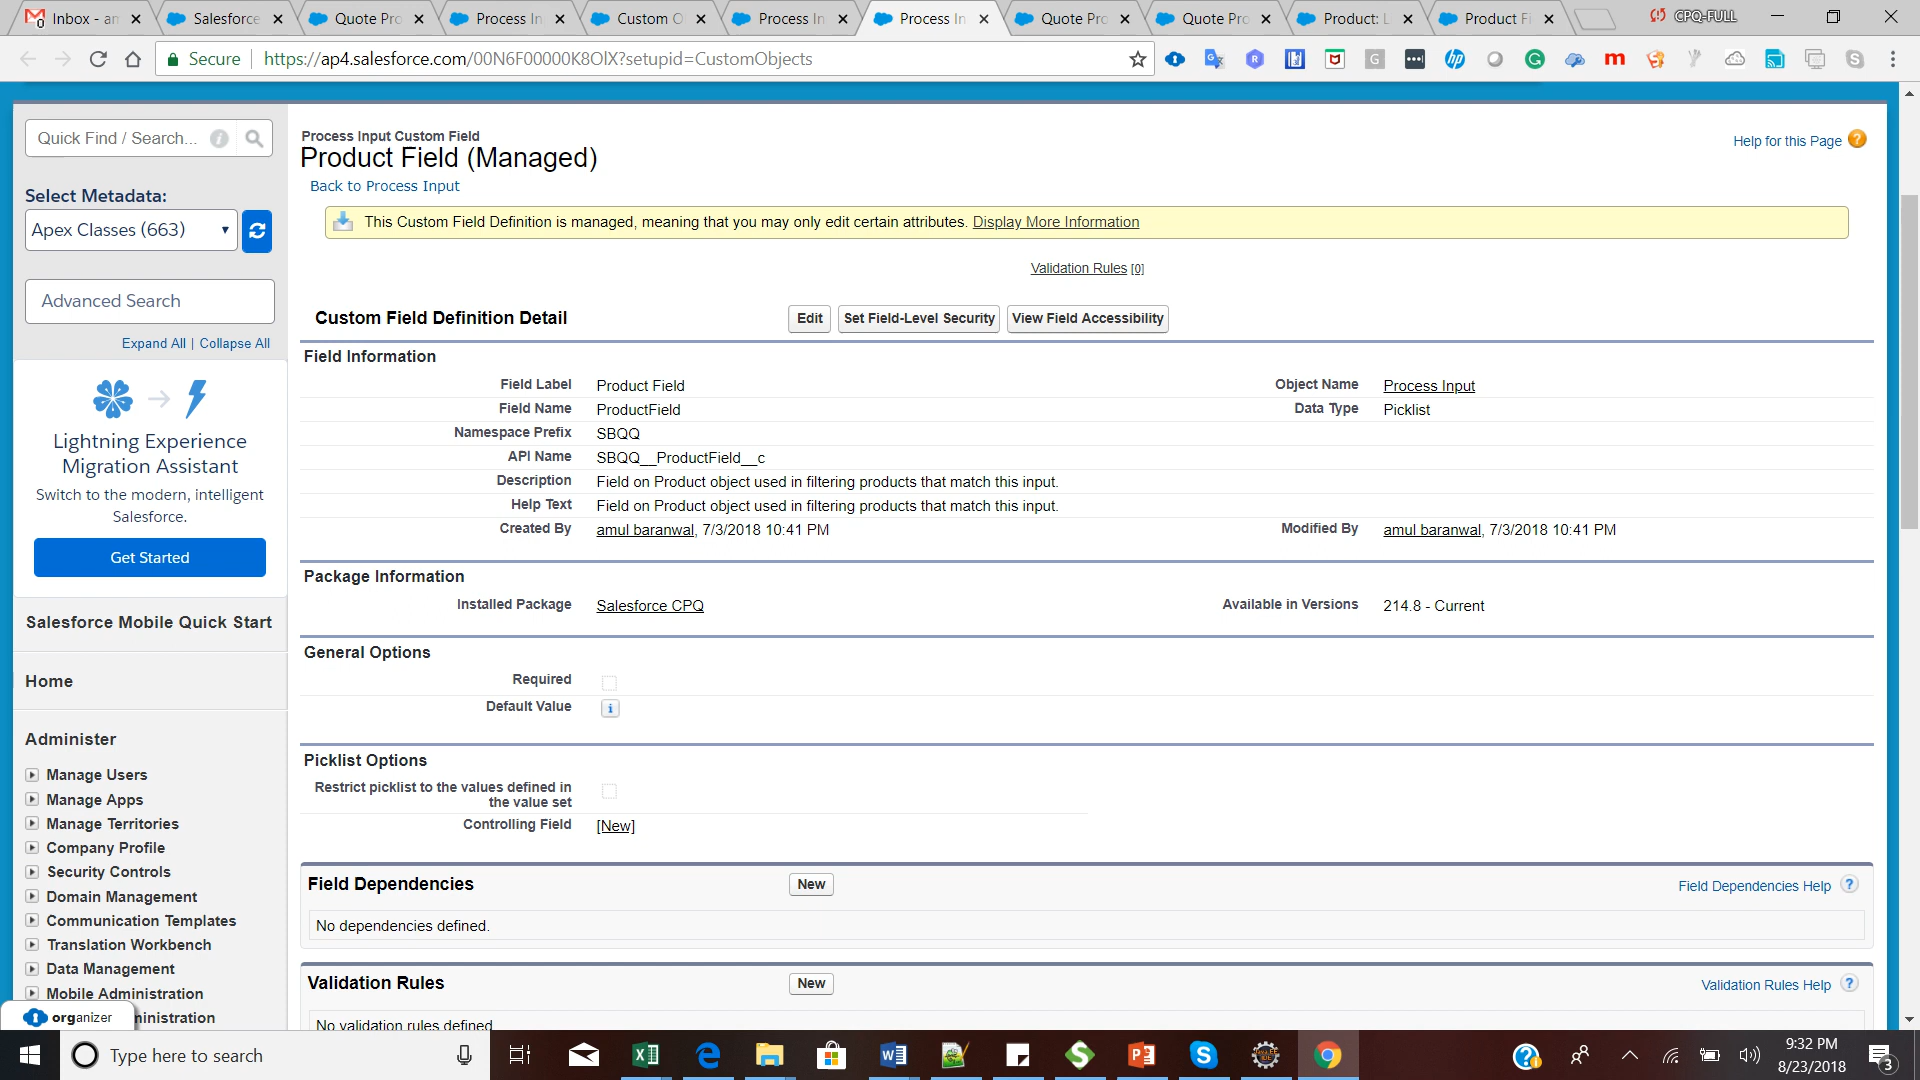 Inbox - an
Salesforce
Quote Pro
Process In
Custom O
Process In
Process In
Quote Pro
Quote Pro
Product: L
Product Fi
CPQ-FULL
Secure
https://ap4.salesforce.com/00N6F00000K8OlX?setupid=CustomObjects
Quick Find / Search...
Select Metadata:
Apex Classes (663)
Advanced Search
Expand All | Collapse All
Lightning Experience
Migration Assistant
Switch to the modern, intelligent
Salesforce.
Get Started
Salesforce Mobile Quick Start
Home
Administer
Manage Users
Manage Apps
Manage Territories
Company Profile
Security Controls
Domain Management
Communication Templates
Translation Workbench
Data Management
Mobile Administration
ministration
organizer
Process Input Custom Field
Product Field (Managed)
Help for this Page
Back to Process Input
This Custom Field Definition is managed, meaning that you may only edit certain attributes. Display More Information
Validation Rules [0]
Custom Field Definition Detail
Edit
Set Field-Level Security
View Field Accessibility
Field Information
Field Label Product Field
Object Name Process Input
Field Name ProductField
Data Type Picklist
Namespace Prefix SBQQ
API Name SBQQ__ProductField__c
Description Field on Product object used in filtering products that match this input.
Help Text Field on Product object used in filtering products that match this input.
Created By amul baranwal, 7/3/2018 10:41 PM
Modified By amul baranwal, 7/3/2018 10:41 PM
Package Information
Installed Package Salesforce CPQ
Available in Versions 214.8 - Current
General Options
Required
Default Value
Picklist Options
Restrict picklist to the values defined in
the value set
Controlling Field [New]
Field Dependencies
New
Field Dependencies Help ?
No dependencies defined.
Validation Rules
New
Validation Rules Help ?
No validation rules defined
Type here to search
9:32 PM
8/23/2018
3